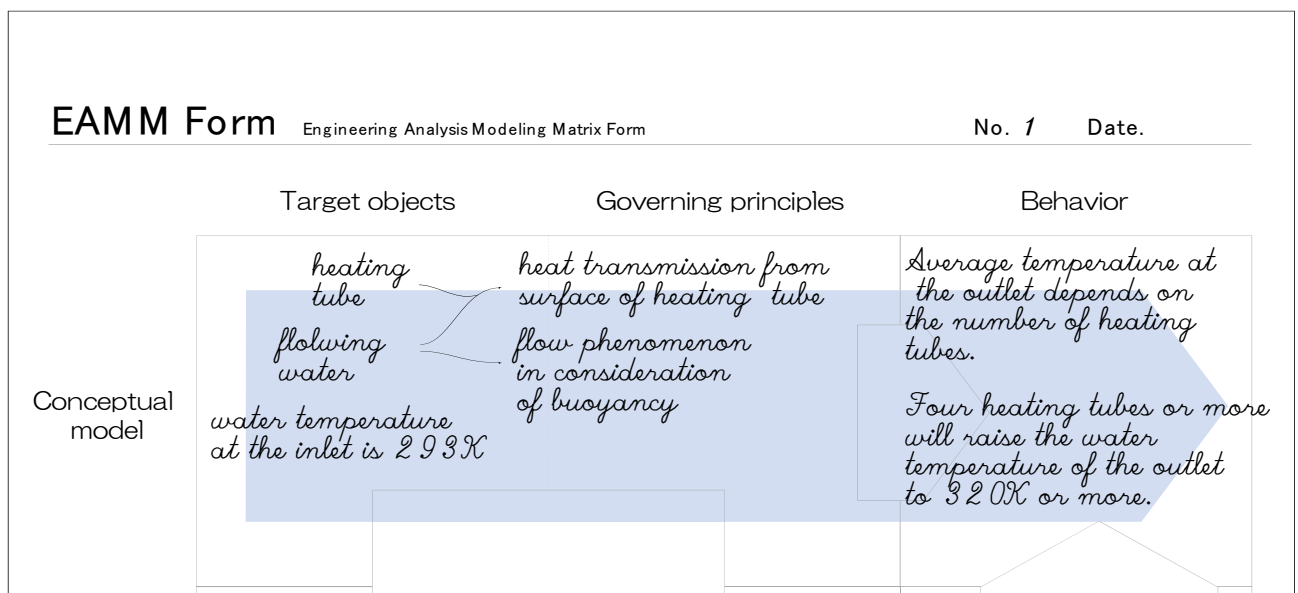 EAMM Form Engineering Analysis Modeling Matrix Form No. 1 Date.
Target objects Governing principles Behavior
Conceptual
model
heating
tube
flolwing
water
water temperature
at the inlet is 293K
heat transmission from
surface of heating tube
flow phenomenon
in consideration
of buoyancy
Average temperature at
the outlet depends on
the number of heating
tubes.
Four heating tubes or more
will raise the water
temperature of the outlet
to 320K or more.